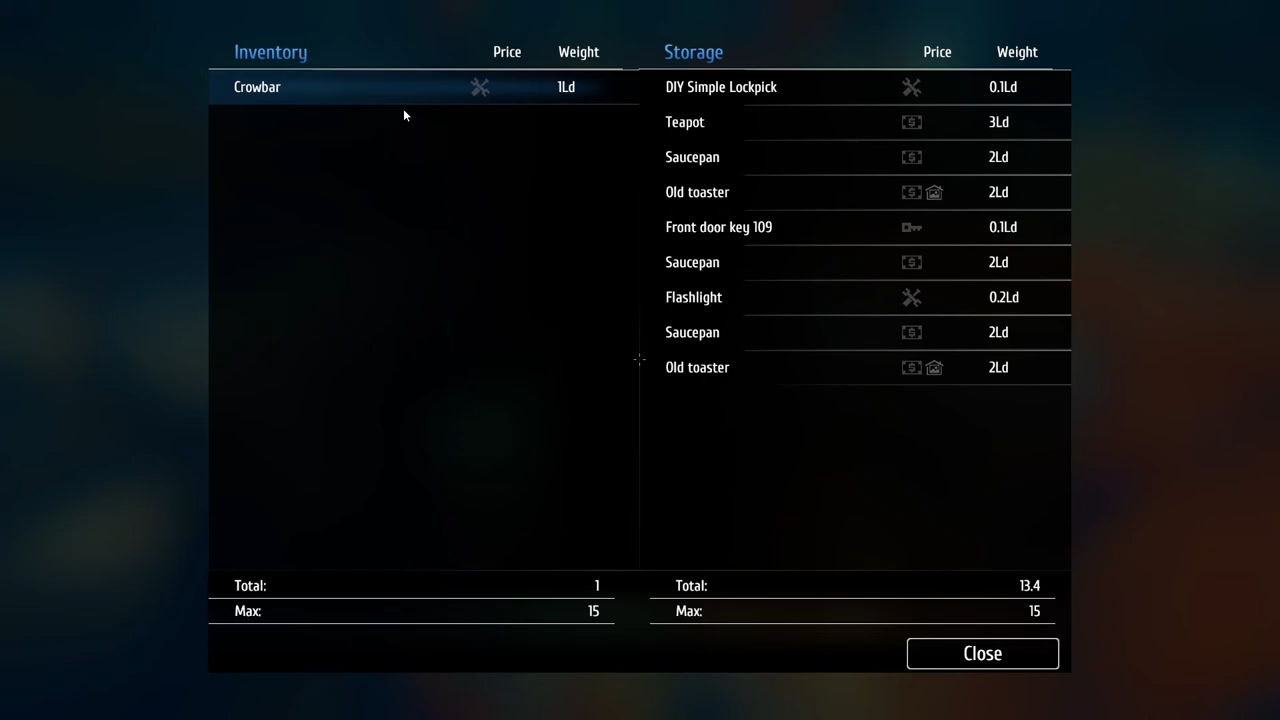 Inventory Price Weight
Crowbar 1Ld
Total: 1
Max: 15
Storage Price Weight
DIY Simple Lockpick 0.1Ld
Teapot 3Ld
Saucepan 2Ld
Old toaster 2Ld
Front door key 109 0.1Ld
Saucepan 2Ld
Flashlight 0.2Ld
Saucepan 2Ld
Old toaster 2Ld
Total: 13.4
Max: 15
Close